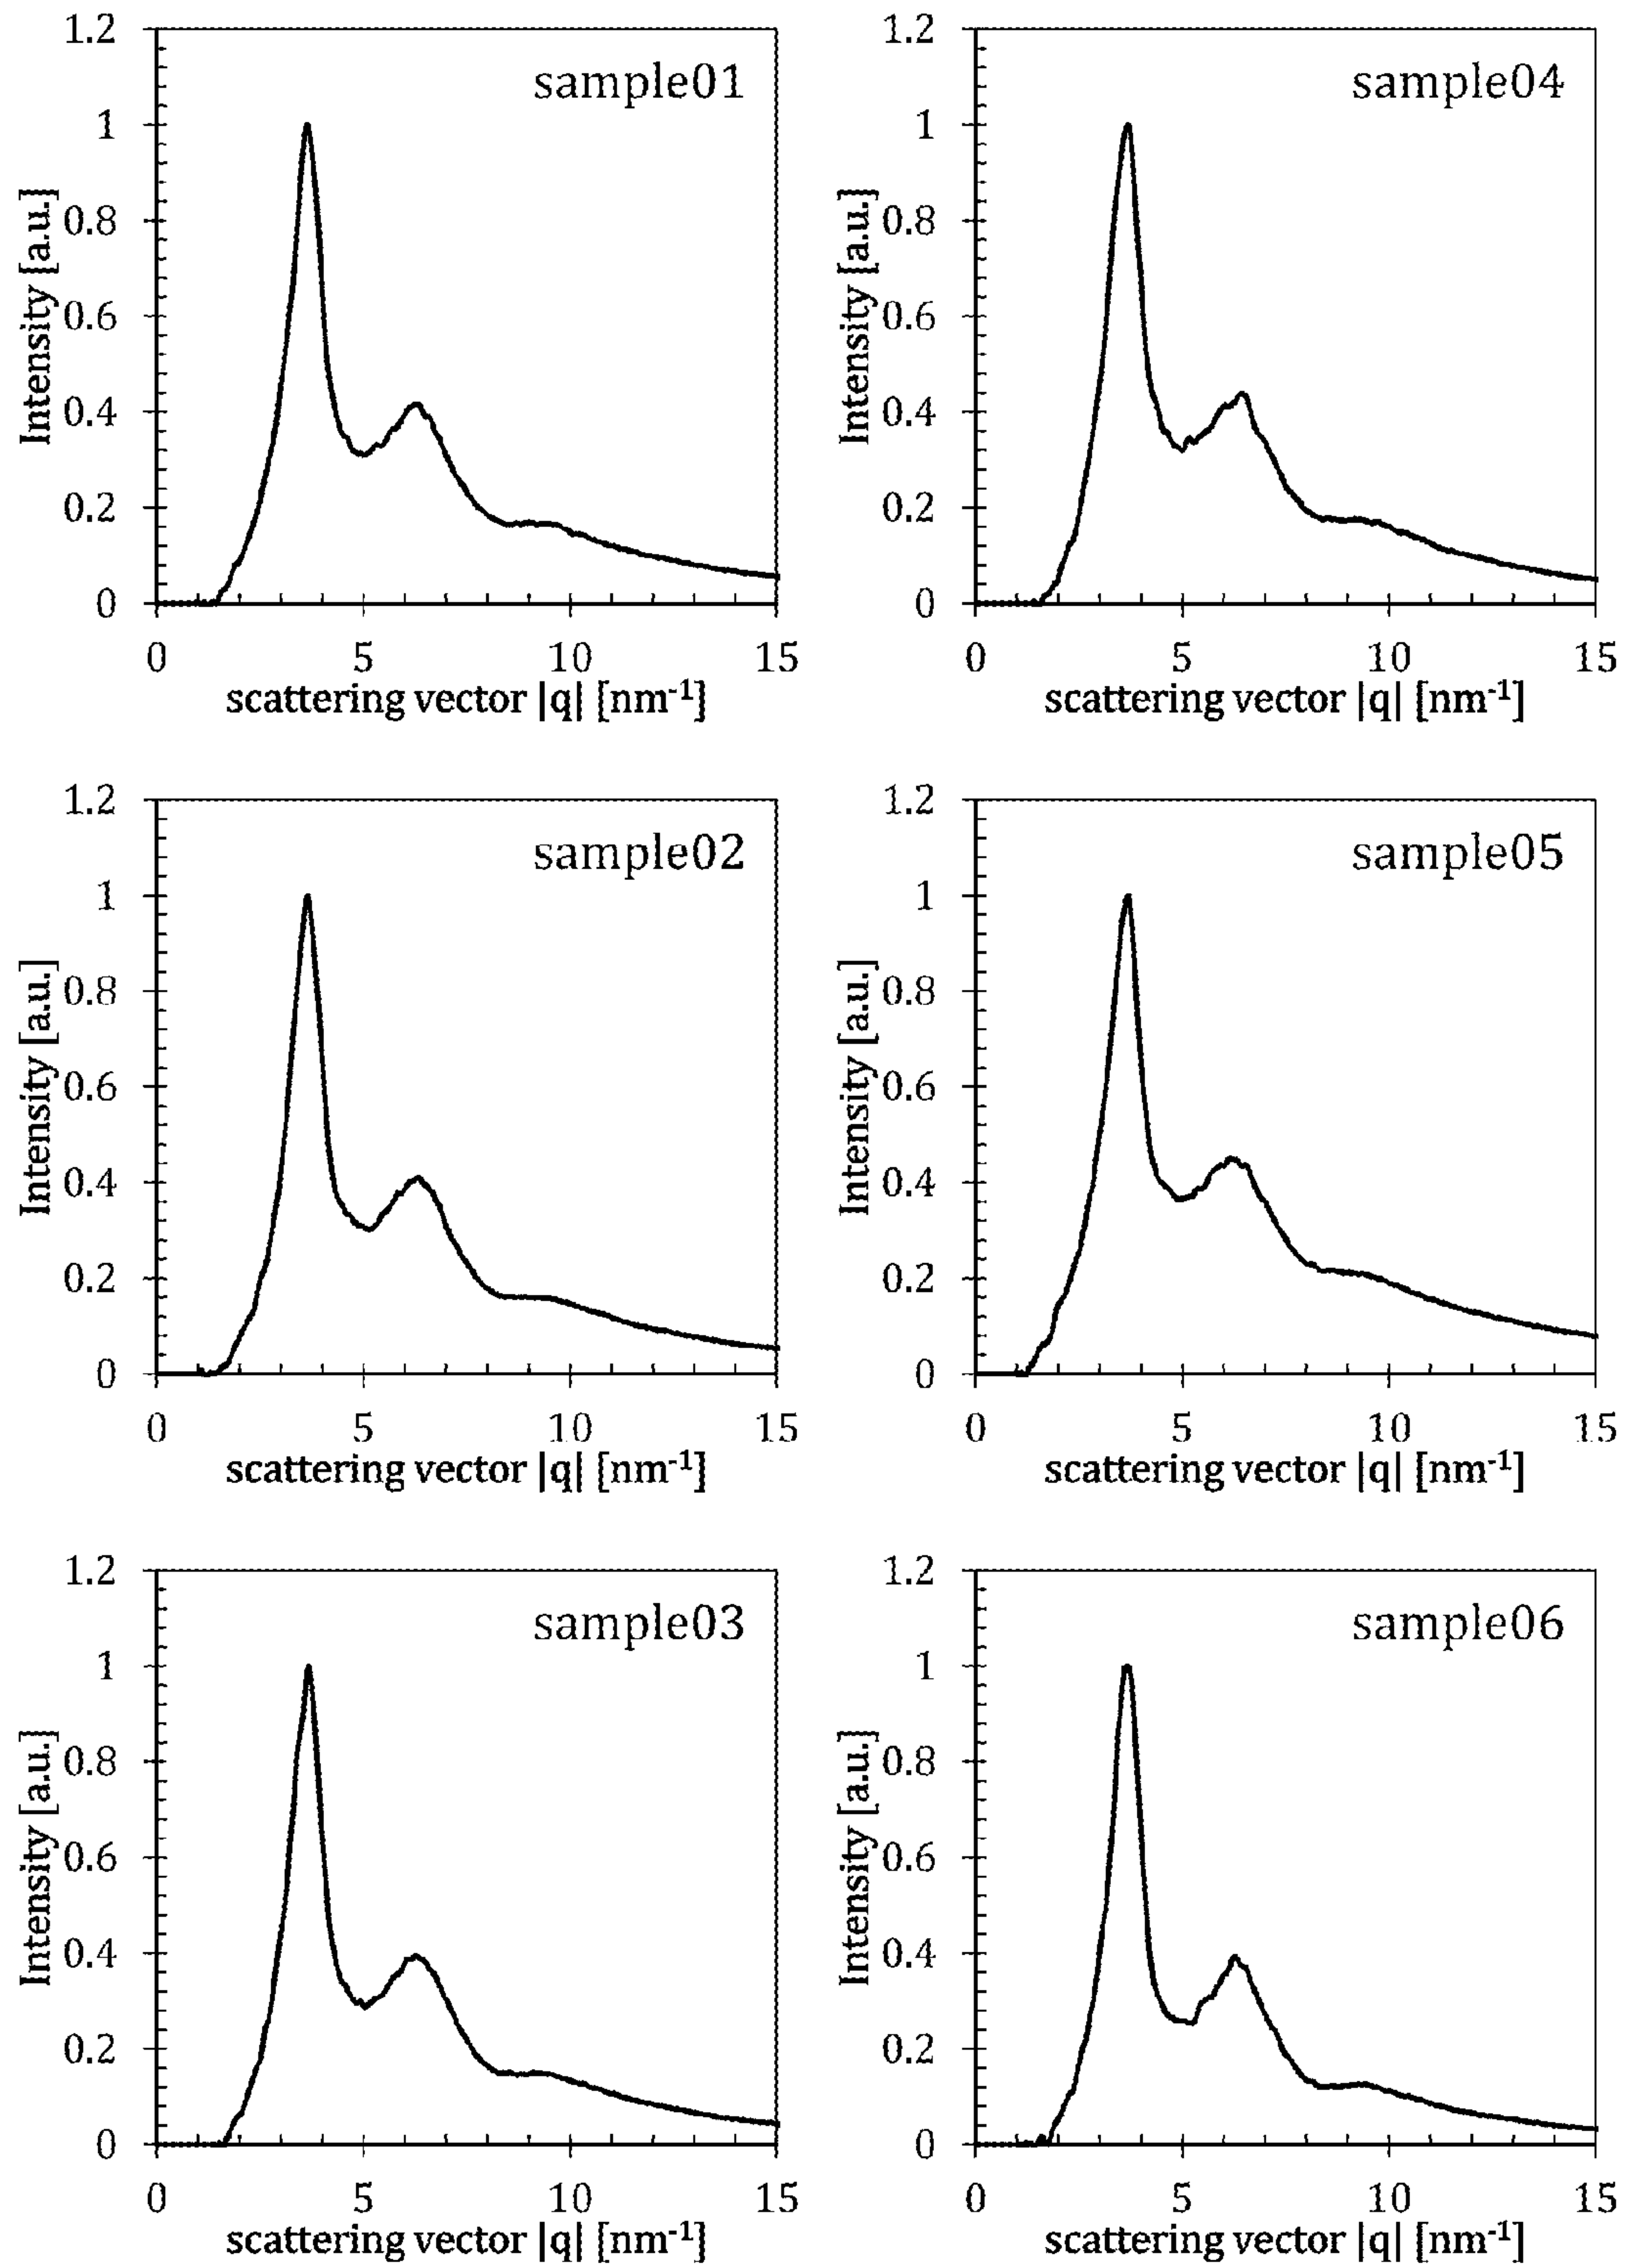 sample01
Intensity [a.u.]
1.2
1
0.8
0.6
0.4
0.2
0
0 5 10 15
scattering vector |q| [nm-1]
sample04
Intensity [a.u.]
1.2
1
0.8
0.6
0.4
0.2
0
0 5 10 15
scattering vector |q| [nm-1]
sample02
Intensity [a.u.]
1.2
1
0.8
0.6
0.4
0.2
0
0 5 10 15
scattering vector |q| [nm-1]
sample05
Intensity [a.u.]
1.2
1
0.8
0.6
0.4
0.2
0
0 5 10 15
scattering vector |q| [nm-1]
sample03
Intensity [a.u.]
1.2
1
0.8
0.6
0.4
0.2
0
0 5 10 15
scattering vector |q| [nm-1]
sample06
Intensity [a.u.]
1.2
1
0.8
0.6
0.4
0.2
0
0 5 10 15
scattering vector |q| [nm-1]